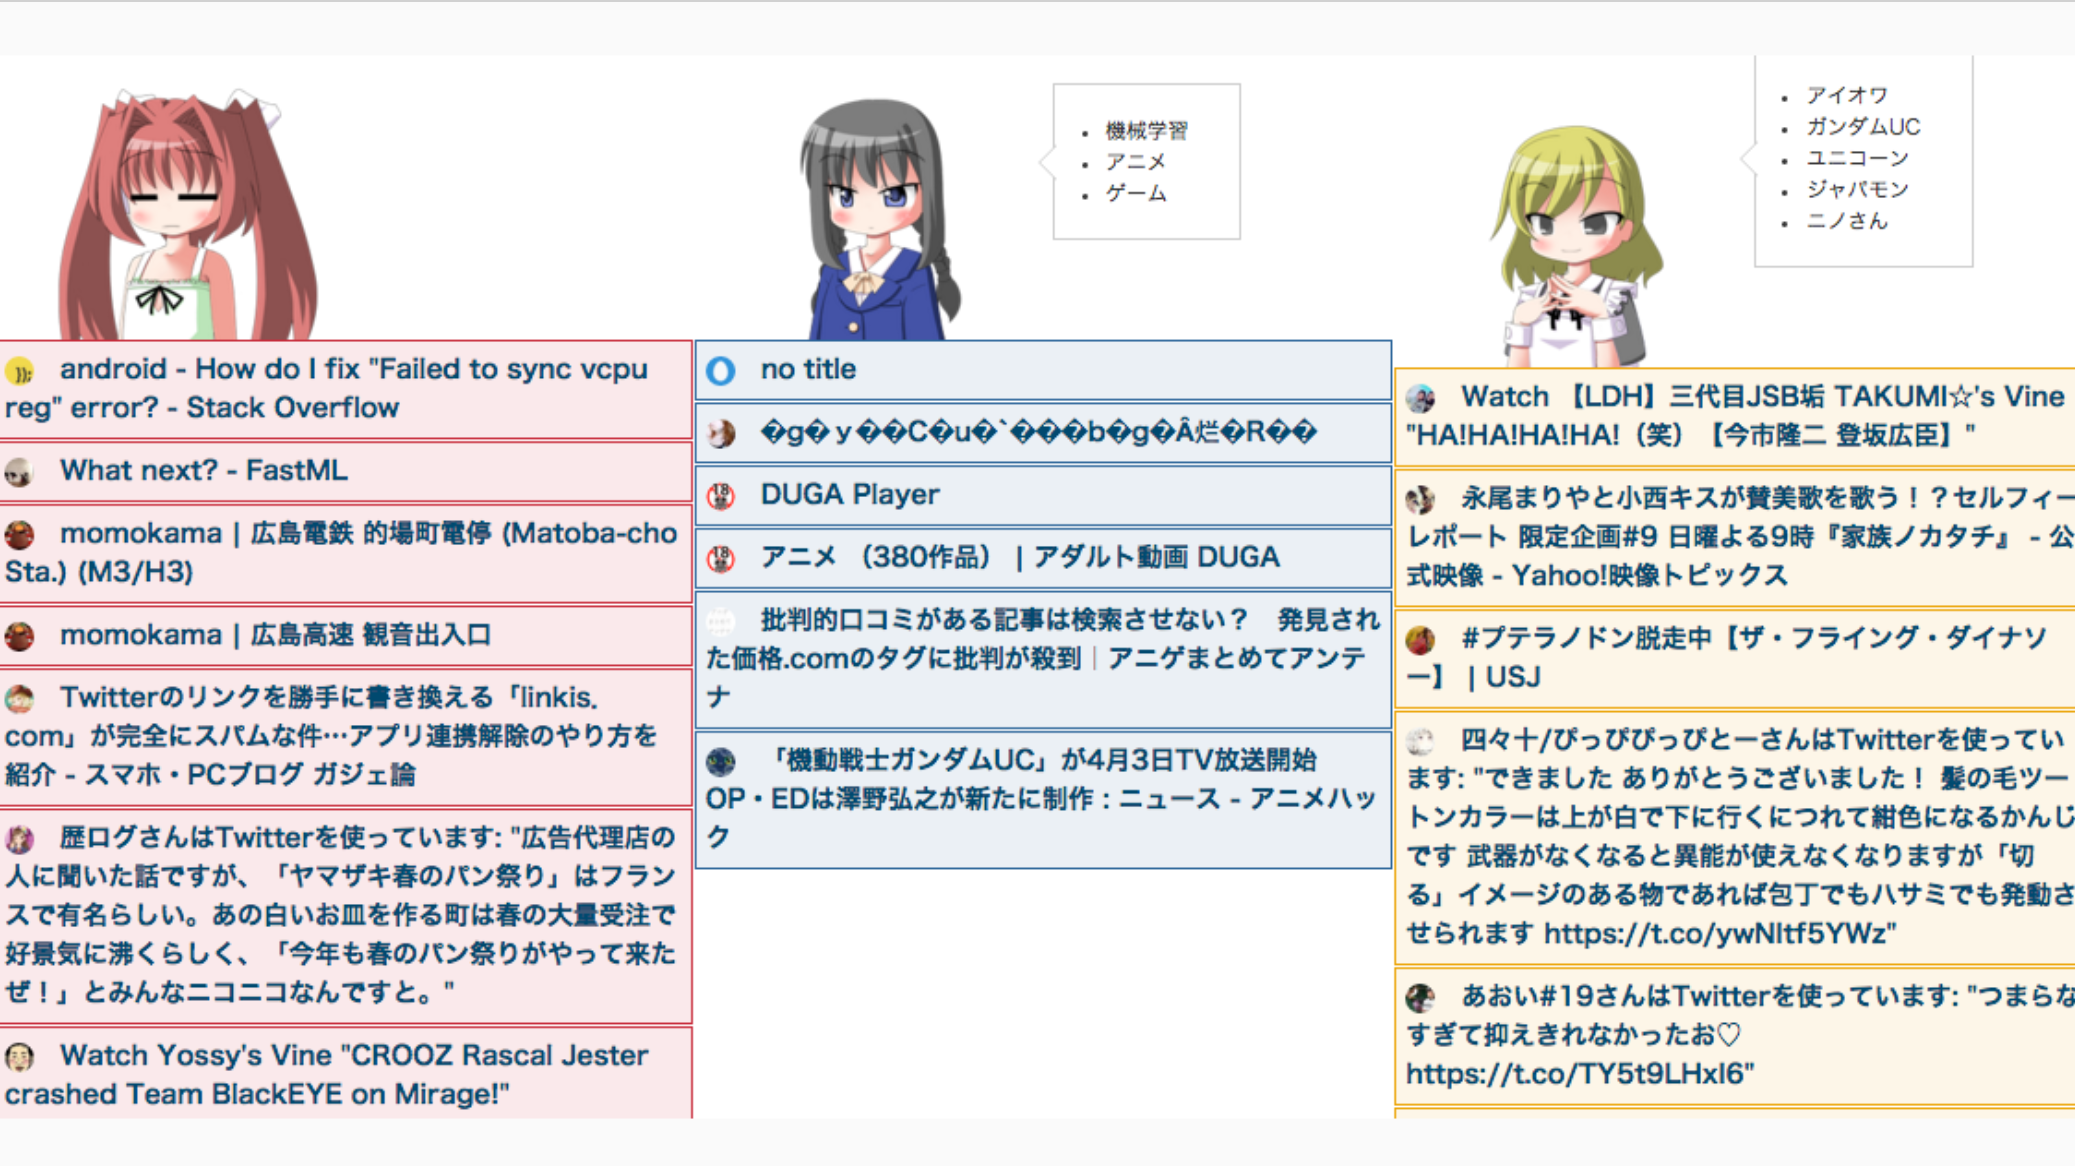 機械学習
アニメ
ゲーム
アイオワ
ガンダムUC
ユニコーン
ジャパモン
ニノさん
android - How do I fix "Failed to sync vcpu
reg" error? - Stack Overflow
What next? - FastML
momokama | 広島電鉄 的場町電停 (Matoba-cho
Sta.) (M3/H3)
momokama | 広島高速 観音出入口
Twitterのリンクを勝手に書き換える「linkis.
com」が完全にスパムな件…アプリ連携解除のやり方を
紹介 - スマホ・PCブログ ガジェ論
歴ログさんはTwitterを使っています: "広告代理店の
人に聞いた話ですが、「ヤマザキ春のパン祭り」はフラン
スで有名らしい。あの白いお皿を作る町は春の大量受注で
好景気に沸くらしく、「今年も春のパン祭りがやって来た
ぜ！」とみんなニコニコなんですと。"
Watch Yossy's Vine "CROOZ Rascal Jester
crashed Team BlackEYE on Mirage!"
no title
�g�ｙ��C�u�`���b�g�Â烂�R��
DUGA Player
アニメ （380作品） | アダルト動画 DUGA
批判的口コミがある記事は検索させない？　発見され
た価格.comのタグに批判が殺到｜アニゲまとめてアンテ
ナ
「機動戦士ガンダムUC」が4月3日TV放送開始
OP・EDは澤野弘之が新たに制作 : ニュース - アニメハッ
ク
Watch 【LDH】三代目JSB垢 TAKUMI☆'s Vine
"HA!HA!HA!HA!（笑）【今市隆二 登坂広臣】"
永尾まりやと小西キスが賛美歌を歌う！？セルフィー
レポート 限定企画#9 日曜よる9時『家族ノカタチ』 - 公
式映像 - Yahoo!映像トピックス
#プテラノドン脱走中【ザ・フライング・ダイナソ
ー】 | USJ
四々十/ぴっぴぴっぴとーさんはTwitterを使ってい
ます: "できました ありがとうございました！ 髪の毛ツー
トンカラーは上が白で下に行くにつれて紺色になるかんじ
です 武器がなくなると異能が使えなくなりますが「切
る」イメージのある物であれば包丁でもハサミでも発動さ
せられます https://t.co/ywNltf5YWz"
あおい#19さんはTwitterを使っています: "つまらな
すぎて抑えきれなかったお♡
https://t.co/TY5t9LHxI6"